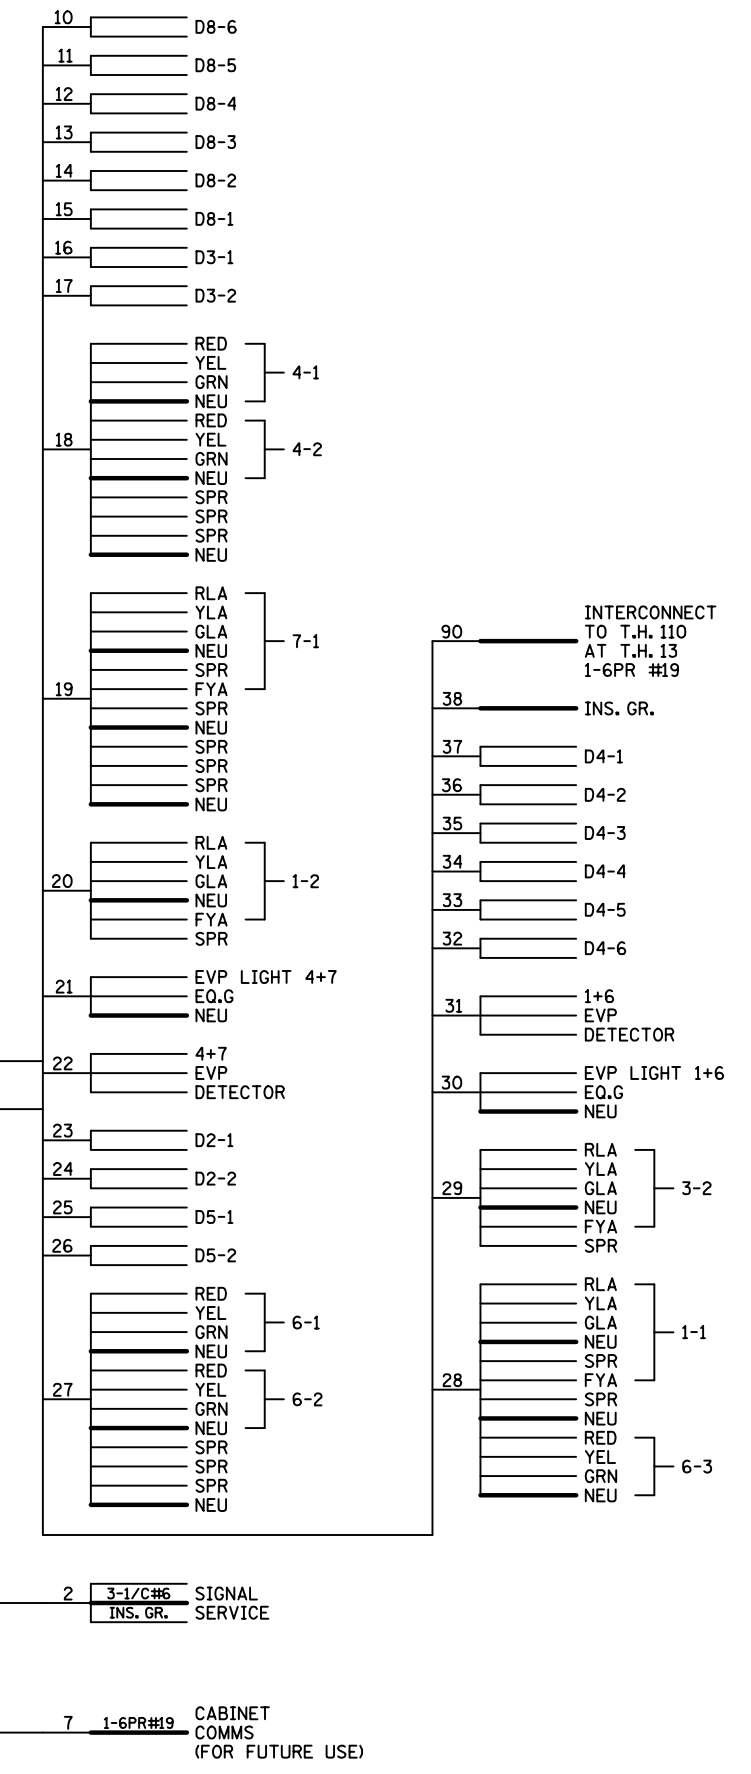 10 D8-6
11 D8-5
12 D8-4
13 D8-3
14 D8-2
15 D8-1
16 D3-1
17 D3-2
RED
YEL
GRN
NEU
4-1
18
RED
YEL
GRN
NEU
4-2
SPR
SPR
SPR
NEU
19
RLA
YLA
GLA
NEU
SPR
FYA
7-1
SPR
NEU
SPR
SPR
SPR
NEU
20
RLA
YLA
GLA
NEU
FYA
1-2
SPR
21
EVP LIGHT 4+7
EQ.G
NEU
22
4+7
EVP
DETECTOR
23 D2-1
24 D2-2
25 D5-1
26 D5-2
27
RED
YEL
GRN
NEU
6-1
RED
YEL
GRN
NEU
6-2
SPR
SPR
SPR
NEU
90
INTERCONNECT
TO T.H. 110
AT T.H. 13
1-6PR #19
38 INS. GR.
37 D4-1
36 D4-2
35 D4-3
34 D4-4
33 D4-5
32 D4-6
31
1+6
EVP
DETECTOR
30
EVP LIGHT 1+6
EQ.G
NEU
29
RLA
YLA
GLA
NEU
FYA
3-2
SPR
28
RLA
YLA
GLA
NEU
SPR
FYA
1-1
SPR
NEU
RED
YEL
GRN
NEU
6-3
2
3-1/C#6
INS. GR.
SIGNAL
SERVICE
7
1-6PR#19
CABINET
COMMS
(FOR FUTURE USE)